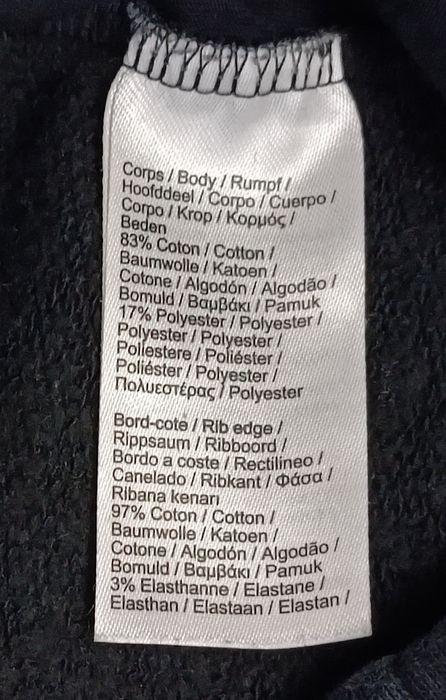 Corps / Body / Rumpf /
Hoofddeel / Corpo / Cuerpo /
Corpo / Krop / Κορμός /
Beden
83% Coton / Cotton /
Baumwolle / Katoen /
Cotone / Algodón / Algodão /
Bomuld / Βαμβάκι / Pamuk
17% Polyester / Polyester /
Polyester / Polyester /
Poliestere / Poliéster /
Poliéster / Polyester /
Πολυεστέρας / Polyester
Bord-cote / Rib edge /
Rippsaum / Ribboord /
Bordo a coste / Rectilineo /
Canelado / Ribkant / Φάσα /
Ribana kenarı
97% Coton / Cotton /
Baumwolle / Katoen /
Cotone / Algodón / Algodão /
Bomuld / Βαμβάκι / Pamuk
3% Elasthanne / Elastane /
Elasthan / Elastaan / Elastan /